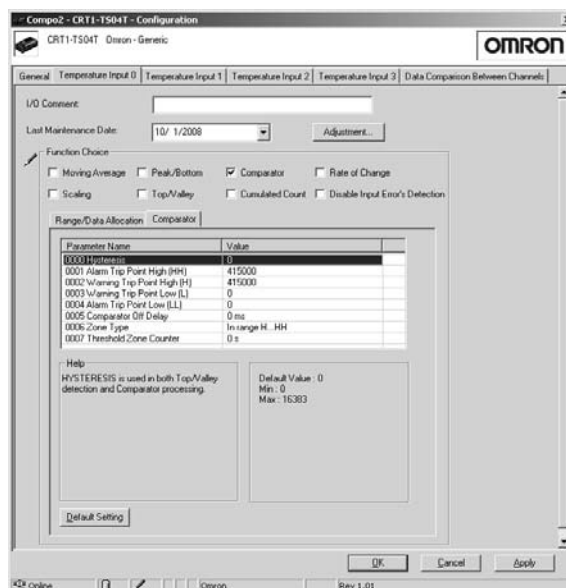 Compo2 - CRT1-TS04T - Configuration
CRT1-TS04T Omron - Generic
OMRON
General Temperature Input 0 Temperature Input 1 Temperature Input 2 Temperature Input 3 Data Comparison Between Channels
I/O Comment:
Last Maintenance Date: 10/ 1/2008 Adjustment...
Function Choice
Moving Average Peak/Bottom Comparator Rate of Change
Scaling Top/Valley Cumulated Count Disable Input Error's Detection
Range/Data Allocation Comparator
Parameter Name Value
0000 Hysteresis 0
0001 Alarm Trip Point High (HH) 415000
0002 Warning Trip Point High (H) 415000
0003 Warning Trip Point Low (L) 0
0004 Alarm Trip Point Low (LL) 0
0005 Comparator Off Delay 0 ms
0006 Zone Type In range H...HH
0007 Threshold Zone Counter 0 s
Help
HYSTERESIS is used in both Top/Valley
detection and Comparator processing.
Default Value : 0
Min : 0
Max : 16383
Default Setting
OK Cancel Apply
Online Omron Rev 1.01